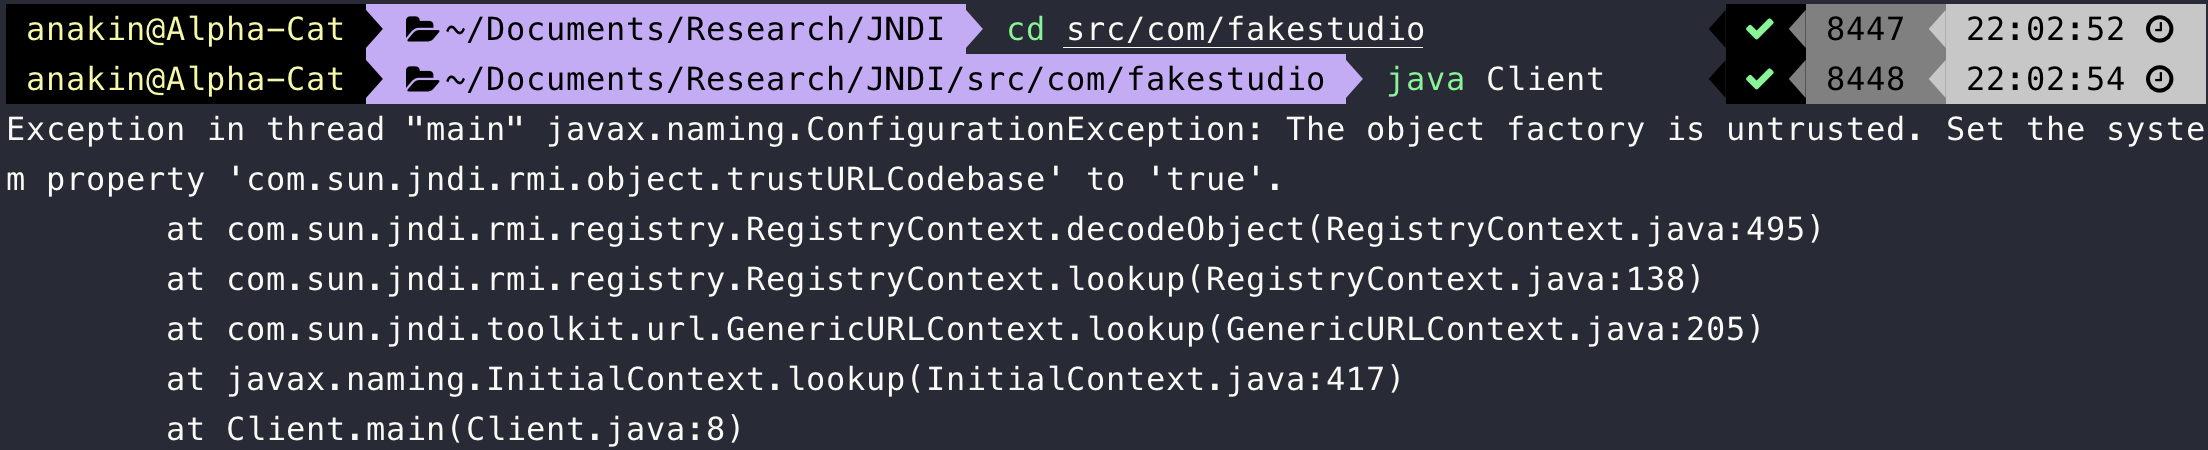 anakin@Alpha-Cat ~/Documents/Research/JNDI cd src/com/fakestudio ✔ 8447 22:02:52
anakin@Alpha-Cat ~/Documents/Research/JNDI/src/com/fakestudio java Client ✔ 8448 22:02:54
Exception in thread "main" javax.naming.ConfigurationException: The object factory is untrusted. Set the syste
m property 'com.sun.jndi.rmi.object.trustURLCodebase' to 'true'.
at com.sun.jndi.rmi.registry.RegistryContext.decodeObject(RegistryContext.java:495)
at com.sun.jndi.rmi.registry.RegistryContext.lookup(RegistryContext.java:138)
at com.sun.jndi.toolkit.url.GenericURLContext.lookup(GenericURLContext.java:205)
at javax.naming.InitialContext.lookup(InitialContext.java:417)
at Client.main(Client.java:8)